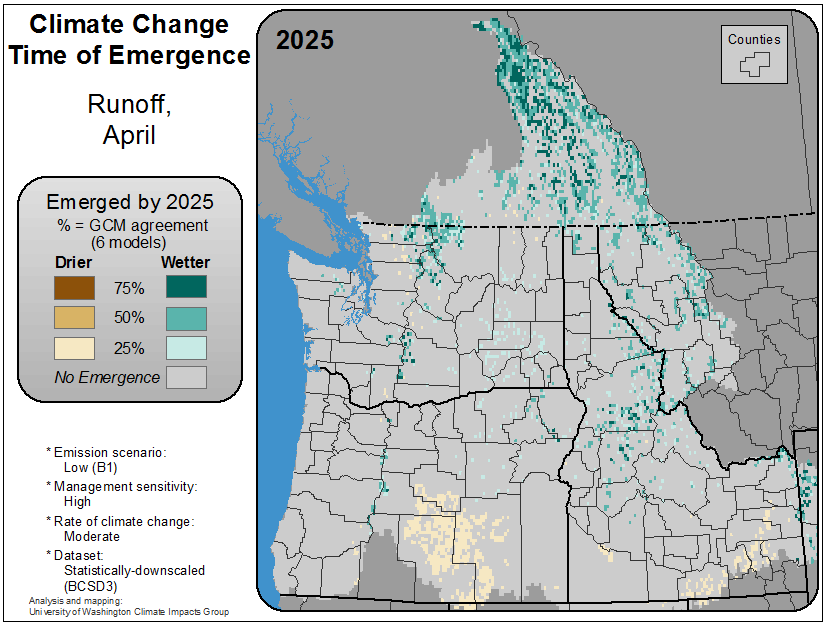 Climate Change
Time of Emergence
Runoff,
April
Emerged by 2025
% = GCM agreement
(6 models)
Drier Wetter
75%
50%
25%
No Emergence
* Emission scenario:
Low (B1)
* Management sensitivity:
High
* Rate of climate change:
Moderate
* Dataset:
Statistically-downscaled
(BCSD3)
Analysis and mapping:
University of Washington Climate Impacts Group
2025
Counties